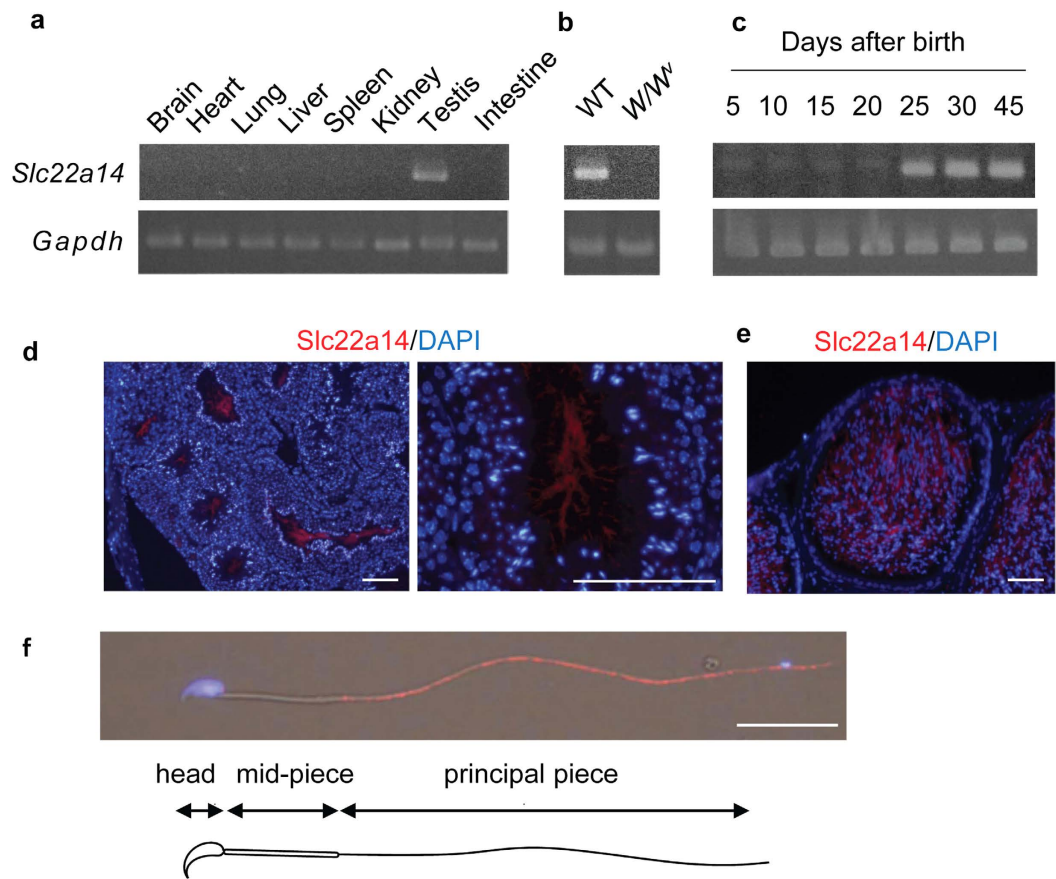 a
Brain Heart Lung Liver Spleen Kidney Testis Intestine
Slc22a14
Gapdh
b
WT W/Wᵛ
c
Days after birth
5 10 15 20 25 30 45
d
Slc22a14/DAPI
e
Slc22a14/DAPI
f
head mid-piece principal piece